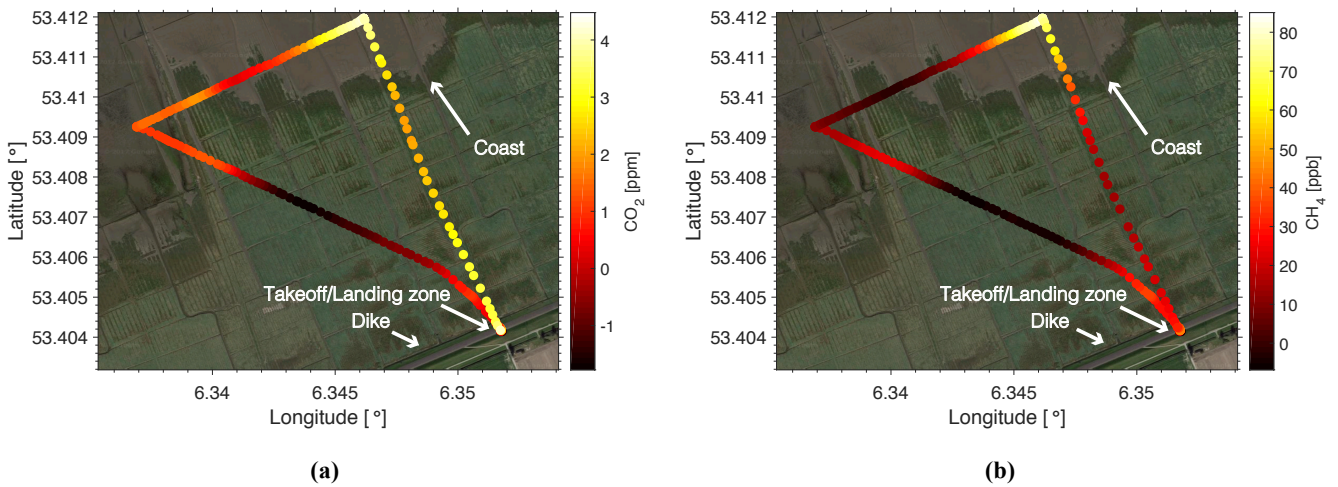 53.412
53.411
53.41
53.409
53.408
53.407
53.406
53.405
53.404
Latitude [ °]
6.34
6.345
6.35
Longitude [ °]
Coast
Takeoff/Landing zone
Dike
4
3
2
1
0
-1
CO₂ [ppm]
(a)
53.412
53.411
53.41
53.409
53.408
53.407
53.406
53.405
53.404
Latitude [ °]
6.34
6.345
6.35
Longitude [ °]
Coast
Takeoff/Landing zone
Dike
80
70
60
50
40
30
20
10
0
CH₄ [ppb]
(b)